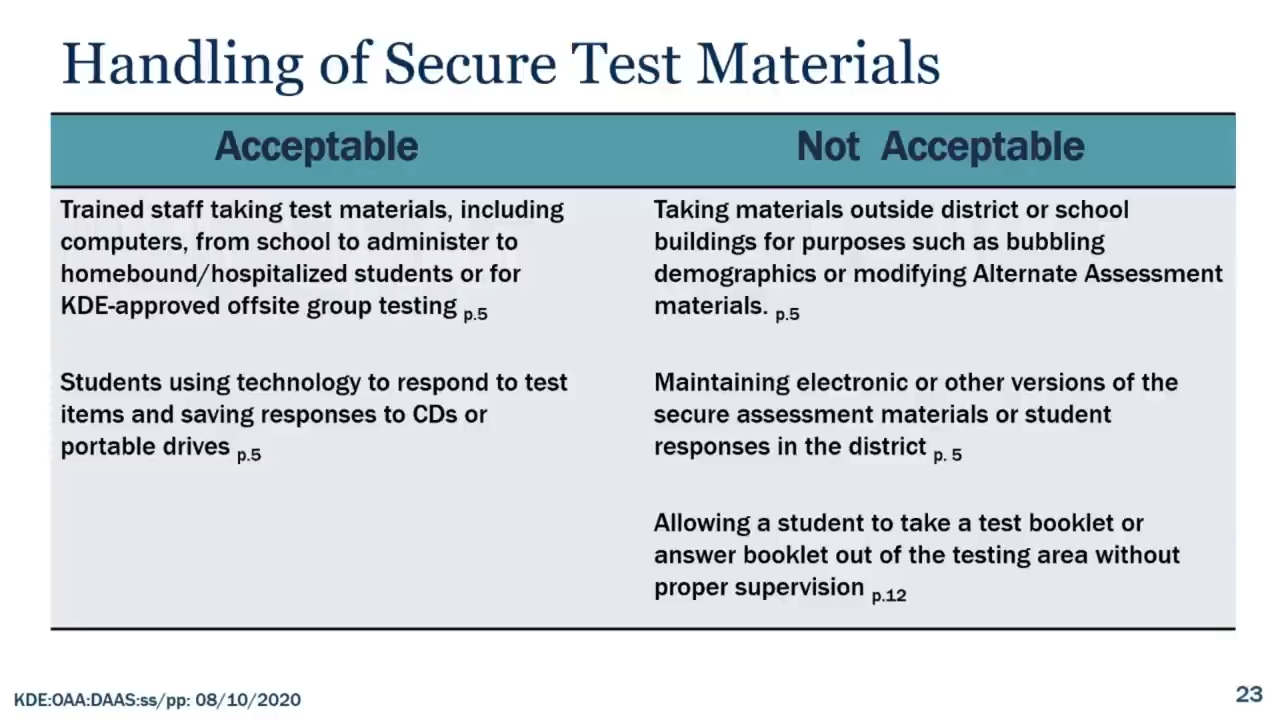 Handling of Secure Test Materials
Acceptable
Not Acceptable
Trained staff taking test materials, including
computers, from school to administer to
homebound/hospitalized students or for
KDE-approved offsite group testing p.5
Students using technology to respond to test
items and saving responses to CDs or
portable drives p.5
Taking materials outside district or school
buildings for purposes such as bubbling
demographics or modifying Alternate Assessment
materials. p.5
Maintaining electronic or other versions of the
secure assessment materials or student
responses in the district p. 5
Allowing a student to take a test booklet or
answer booklet out of the testing area without
proper supervision p.12
KDE:OAA:DAAS:ss/pp: 08/10/2020
23